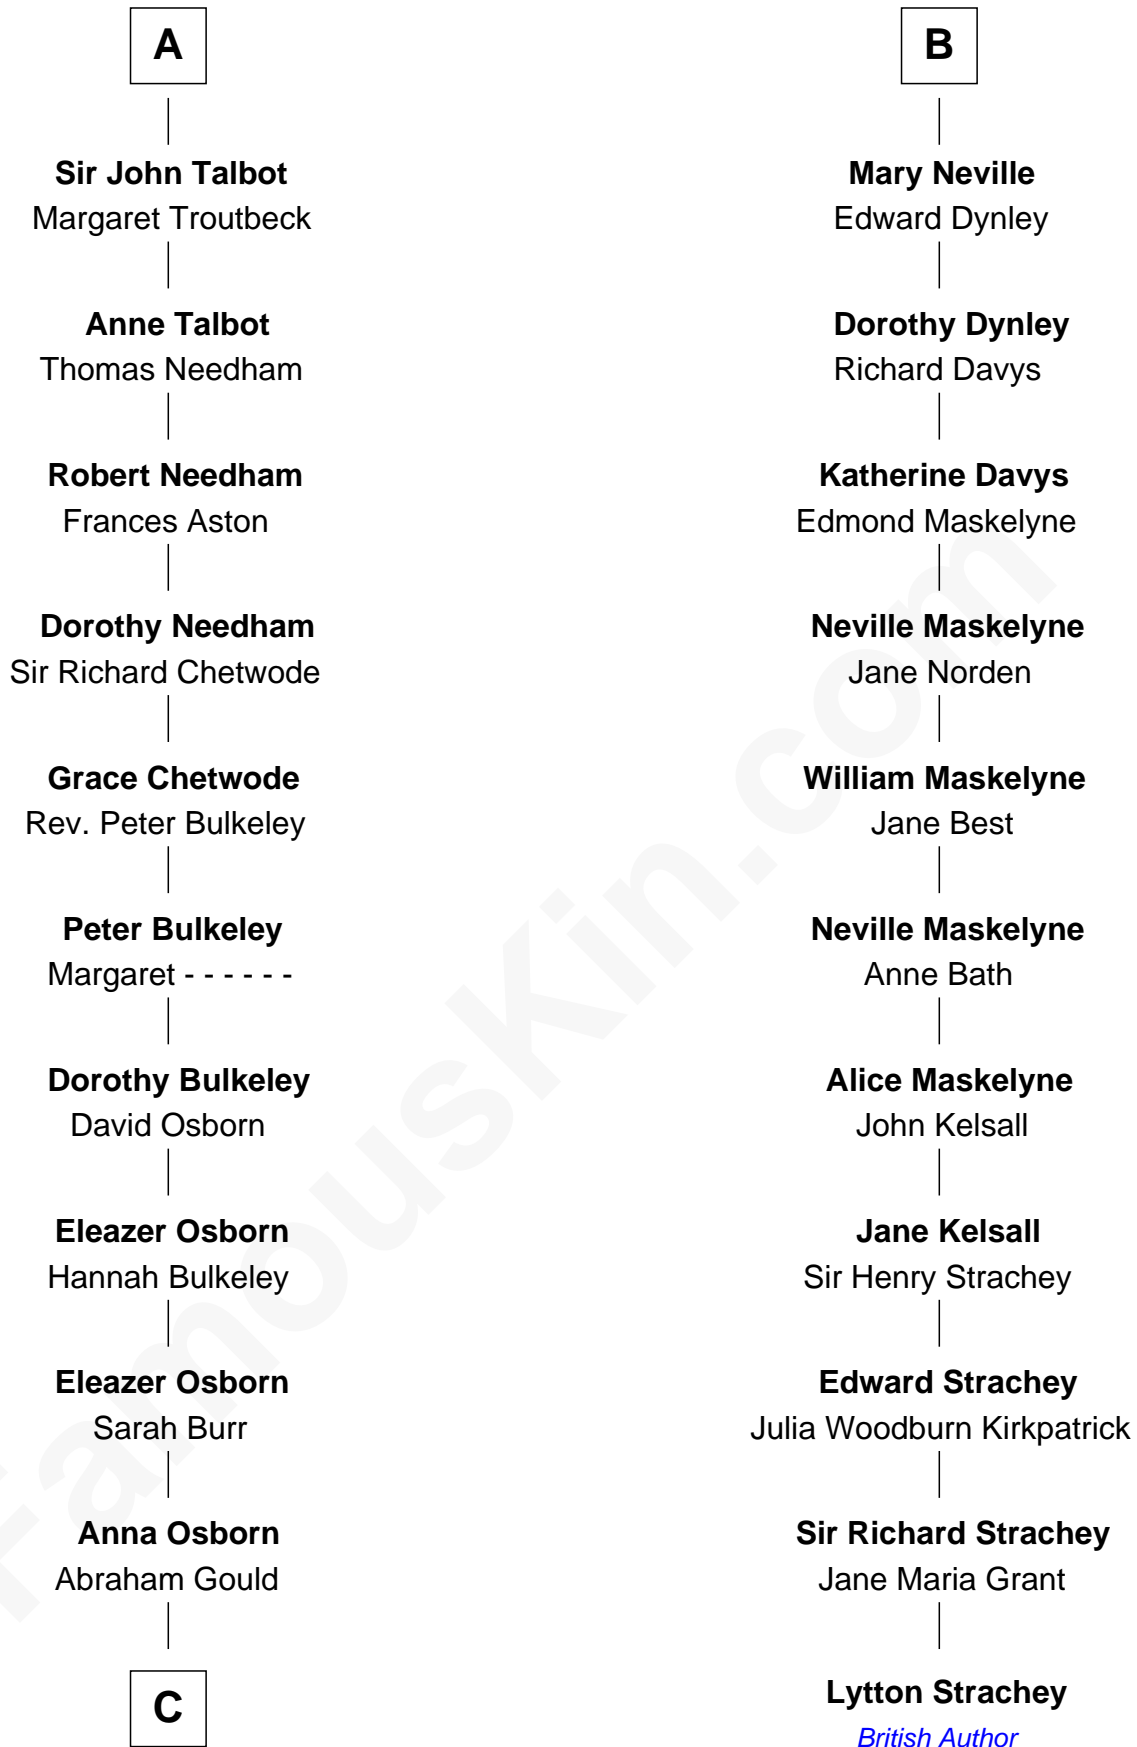 A
Sir John Talbot
Margaret Troutbeck
Anne Talbot
Thomas Needham
Robert Needham
Frances Aston
Dorothy Needham
Sir Richard Chetwode
Grace Chetwode
Rev. Peter Bulkeley
Peter Bulkeley
Margaret - - - - - -
Dorothy Bulkeley
David Osborn
Eleazer Osborn
Hannah Bulkeley
Eleazer Osborn
Sarah Burr
Anna Osborn
Abraham Gould
C
B
Mary Neville
Edward Dynley
Dorothy Dynley
Richard Davys
Katherine Davys
Edmond Maskelyne
Neville Maskelyne
Jane Norden
William Maskelyne
Jane Best
Neville Maskelyne
Anne Bath
Alice Maskelyne
John Kelsall
Jane Kelsall
Sir Henry Strachey
Edward Strachey
Julia Woodburn Kirkpatrick
Sir Richard Strachey
Jane Maria Grant
Lytton Strachey
British Author
FamousKin.com